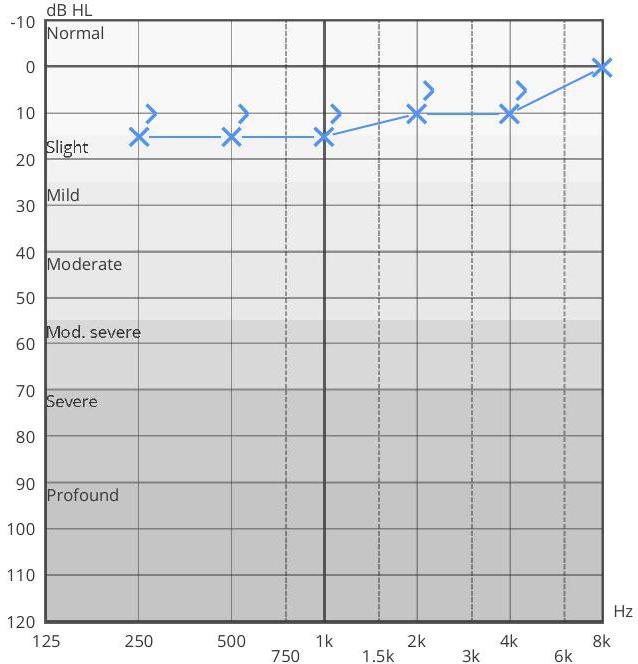 dB HL
-10
Normal
0
10
Slight
20
Mild
30
40
Moderate
50
Mod. severe
60
70
Severe
80
90
Profound
100
110
120
Hz
125 250 500 1k 2k 4k 8k
750 1.5k 3k 6k